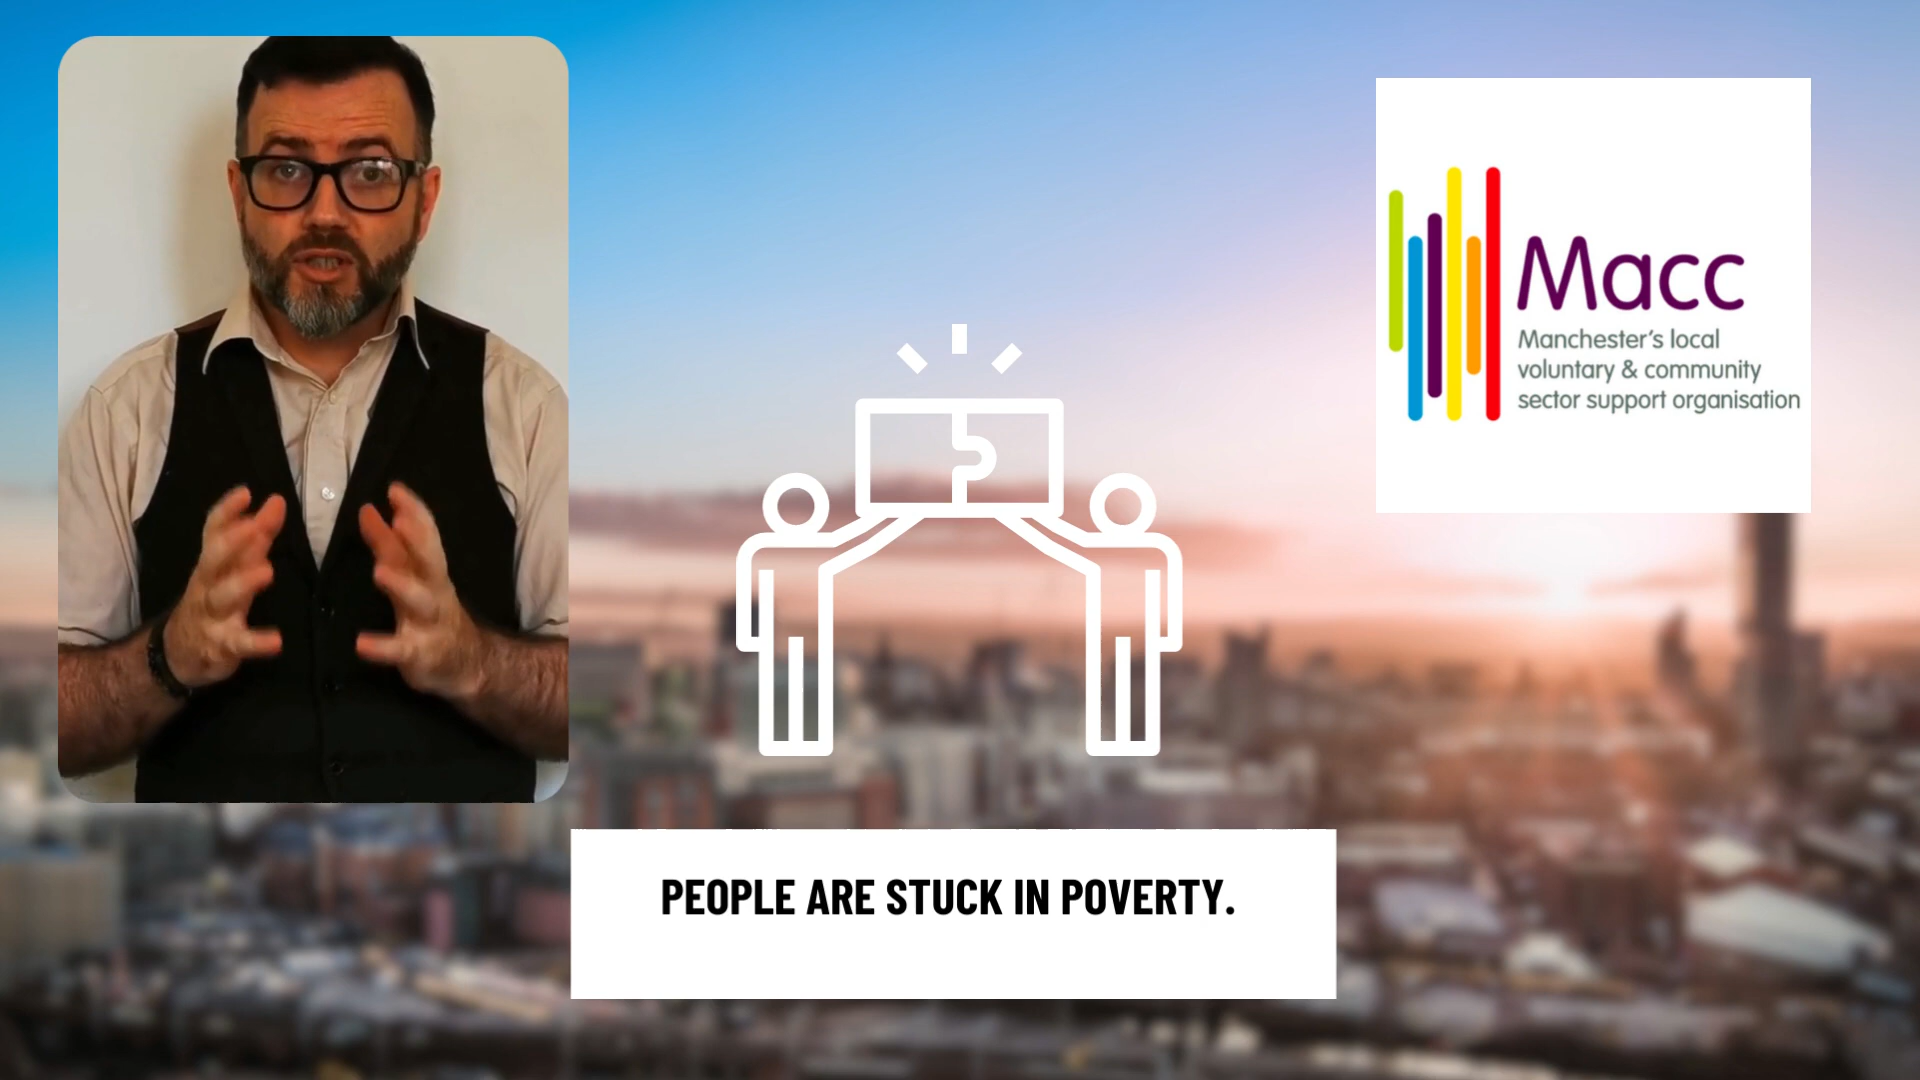 Macc
Manchester's local
voluntary & community
sector support organisation
PEOPLE ARE STUCK IN POVERTY.